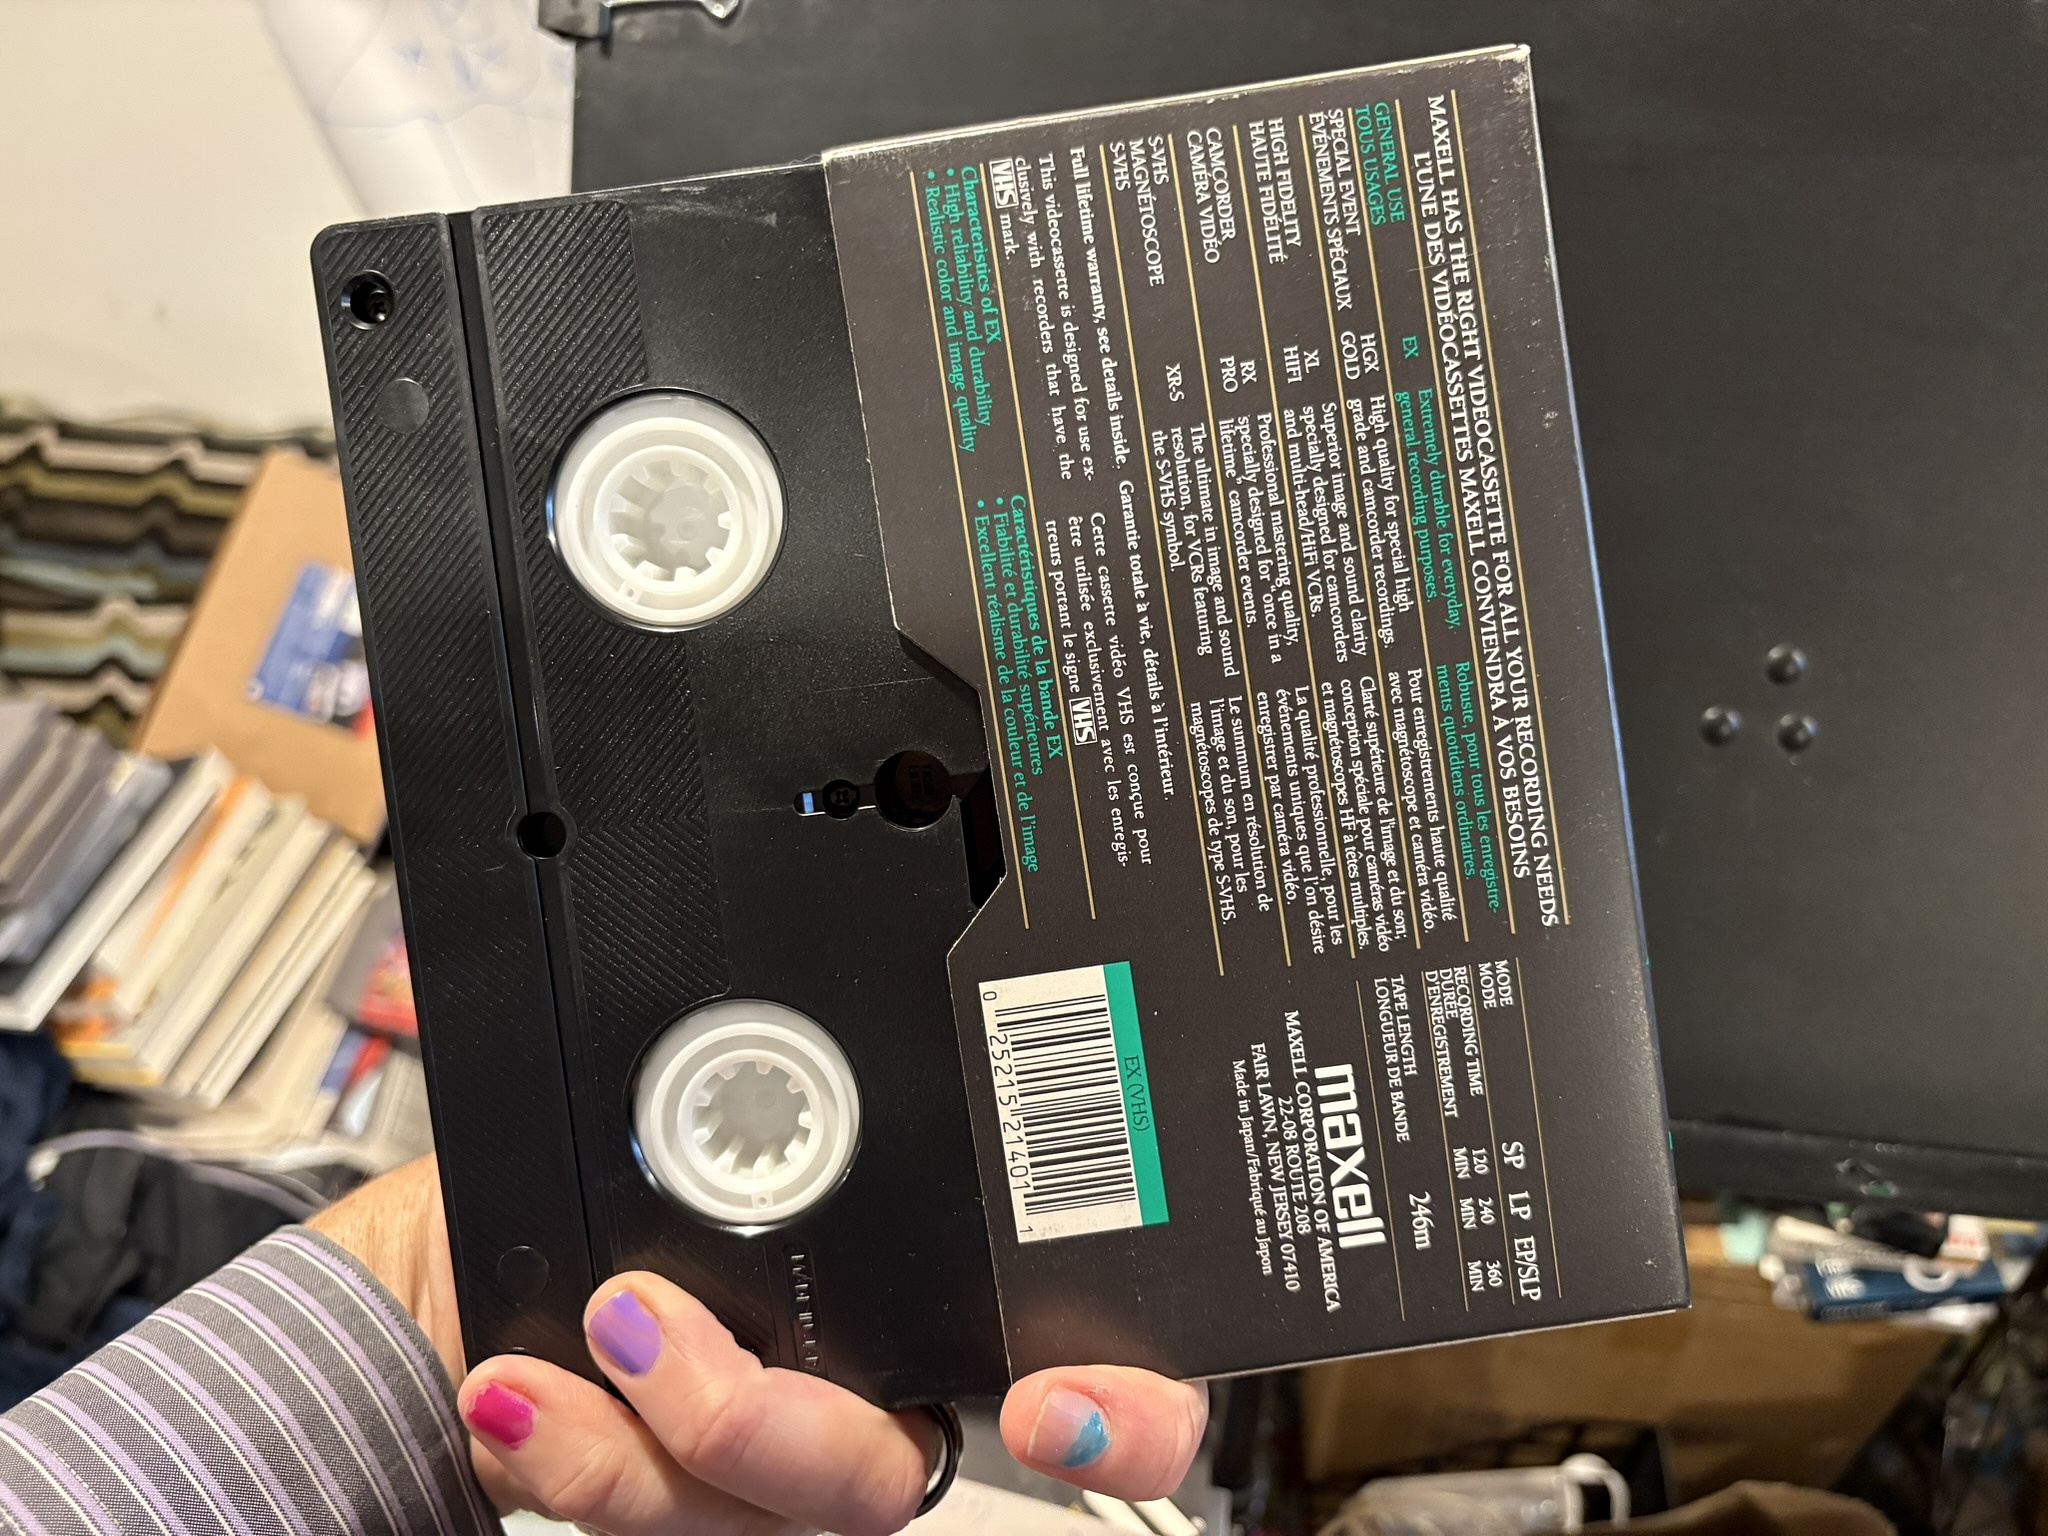 MAXELL HAS THE RIGHT VIDEOCASSETTE FOR ALL YOUR RECORDING NEEDS
L'UNE DES VIDÉOCASSETTES MAXELL CONVIENDRA À VOS BESOINS
GENERAL USE
TOUS USAGES
EX
Extremely durable for everyday,
general recording purposes.
Robuste, pour tous les enregistre-
ments quotidiens ordinaires.
SPECIAL EVENT
ÉVÉNEMENTS SPÉCIAUX
HGX
GOLD
High quality for special high
grade and camcorder recordings.
Pour enregistrements haute qualité
avec magnétoscope et caméra vidéo.
HIGH FIDELITY
HAUTE FIDÉLITÉ
XL
HIFI
Superior image and sound clarity
specially designed for camcorders
and multi-head/HiFi VCRs.
Clarté supérieure de l'image et du son;
conception spéciale pour caméras vidéo
et magnétoscopes HF à têtes multiples.
CAMCORDER
CAMÉRA VIDÉO
RX
PRO
Professional mastering quality,
specially designed for "once in a
lifetime" camcorder events.
La qualité professionnelle, pour les
événements uniques que l'on désire
enregistrer par caméra vidéo.
S-VHS
MAGNÉTOSCOPE
S-VHS
XR-S
The ultimate in image and sound
resolution, for VCRs featuring
the S-VHS symbol.
Le summum en résolution de
l'image et du son, pour les
magnétoscopes de type S-VHS.
Full lifetime warranty, see details inside. Garantie totale à vie, détails à l'intérieur.
This videocassette is designed for use ex-
clusively with recorders that have the
VHS mark.
Cette cassette vidéo VHS est conçue pour
être utilisée exclusivement avec les enregis-
treurs portant le signe VHS
Characteristics of EX
• High reliability and durability
• Realistic color and image quality
Caractéristiques de la bande EX
• Fiabilité et durabilité supérieures
• Excellent réalisme de la couleur et de l'image
MODE
MODE
SP LP EP/SLP
RECORDING TIME
DURÉE
D'ENREGISTREMENT
120 240 360
MIN MIN MIN
TAPE LENGTH
LONGUEUR DE BANDE
246m
maxell
MAXELL CORPORATION OF AMERICA
22-08 ROUTE 208
FAIR LAWN, NEW JERSEY 07410
Made in Japan/Fabriqué au Japon
EX (VHS)
0 25215 21401 1